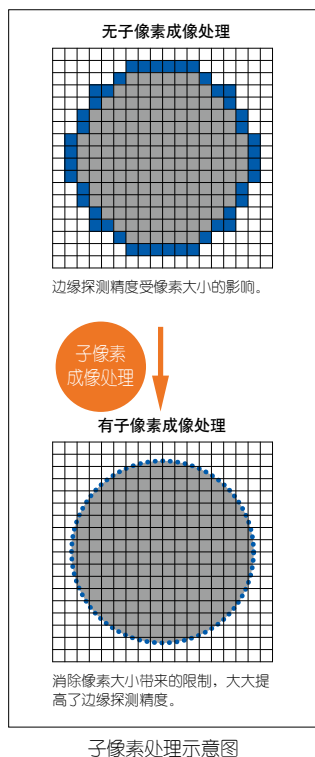 无子像素成像处理
边缘探测精度受像素大小的影响。
子像素
成像处理
有子像素成像处理
消除像素大小带来的限制，大大提
高了边缘探测精度。
子像素处理示意图